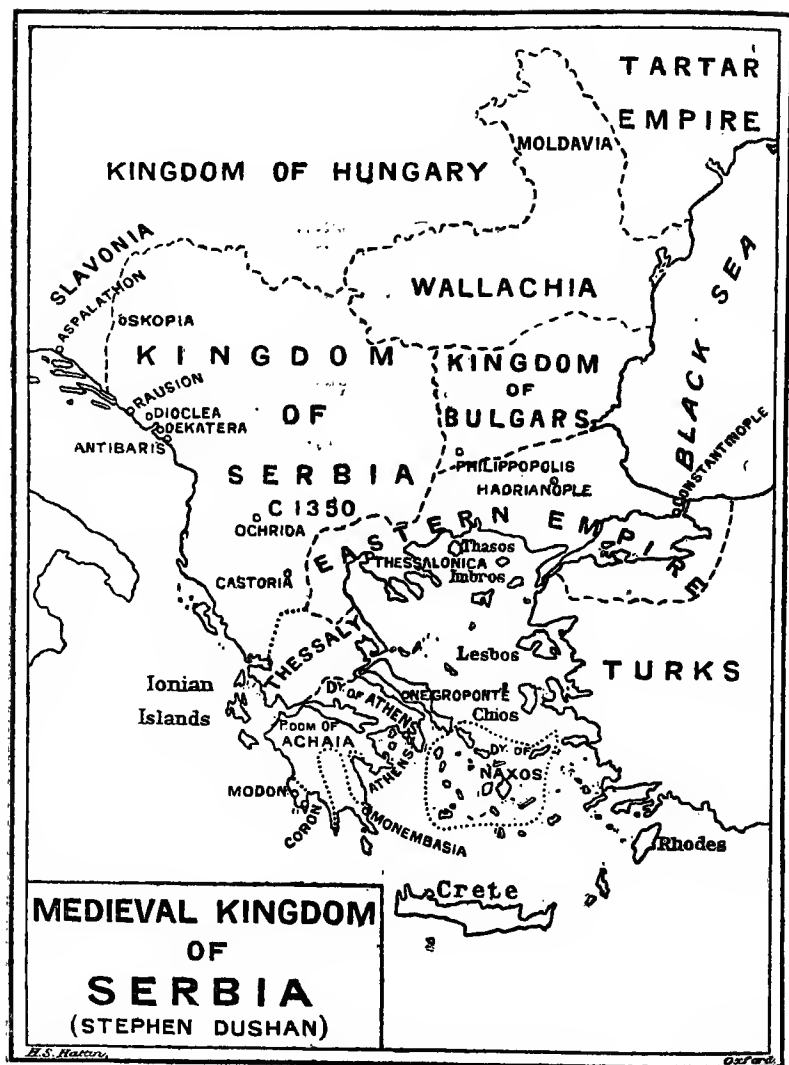 TARTAR
EMPIRE
MOLDAVIA
KINGDOM OF HUNGARY
SLAVONIA
ASPALATHON
WALLACHIA
BLACK SEA
SKOPIA
KINGDOM
OF
SERBIA
C 1350
KINGDOM
OF
BULGARS
RAUSION
DIOCLEA
DEKATERA
ANTIBARIS
PHILIPPOPOLIS
HADRIANOPLE
CONSTANTINOPLE
OCHRIDA
EASTERN EMPIRE
Thasos
THESSALONICA
Imbros
CASTORIA
THESSALY
Lesbos
TURKS
Ionian
Islands
DY. OF ATHENS
NEGROPONTE
Chios
P.DOM OF
ACHAIA
ATHENS
DY. OF
NAXOS
MODON
CORON
MONEMBASIA
Rhodes
Crete
MEDIEVAL KINGDOM
OF
SERBIA
(STEPHEN DUSHAN)
Oxford.